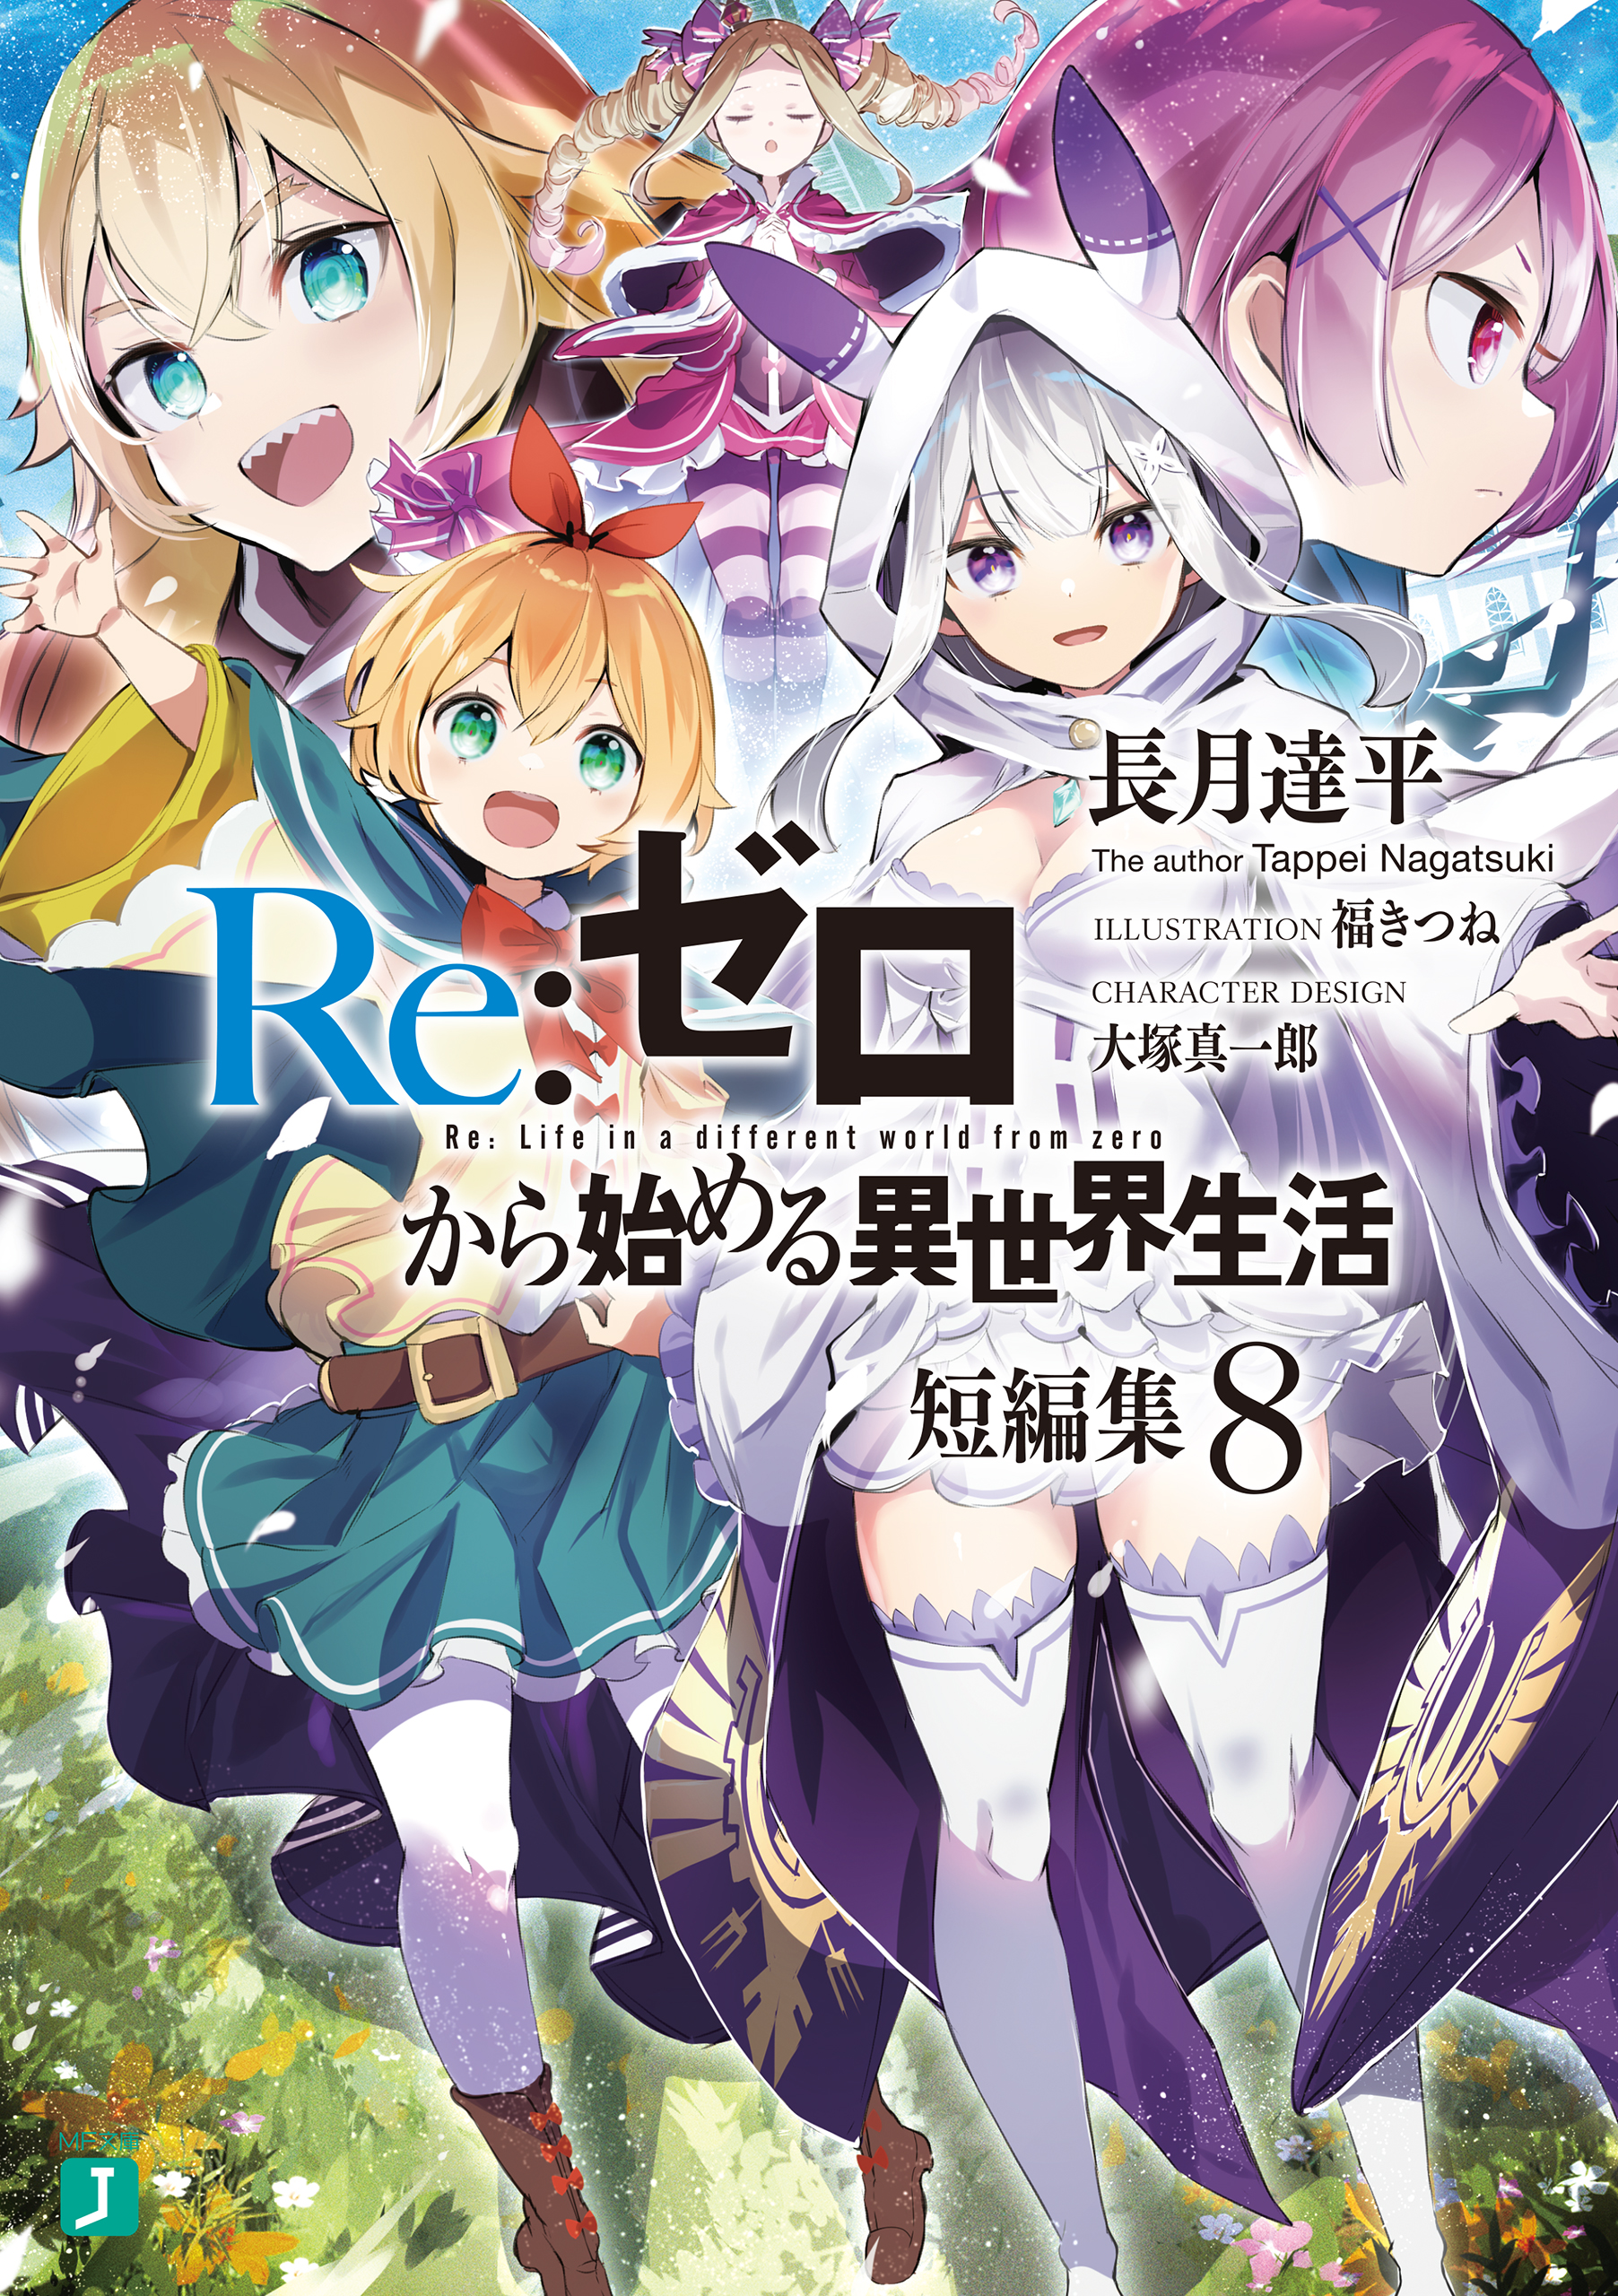 長月達平
The author Tappei Nagatsuki
ILLUSTRATION 福きつね
CHARACTER DESIGN
大塚真一郎
Re:ゼロ
Re: Life in a different world from zero
から始める異世界生活
短編集 8
MF文庫
J